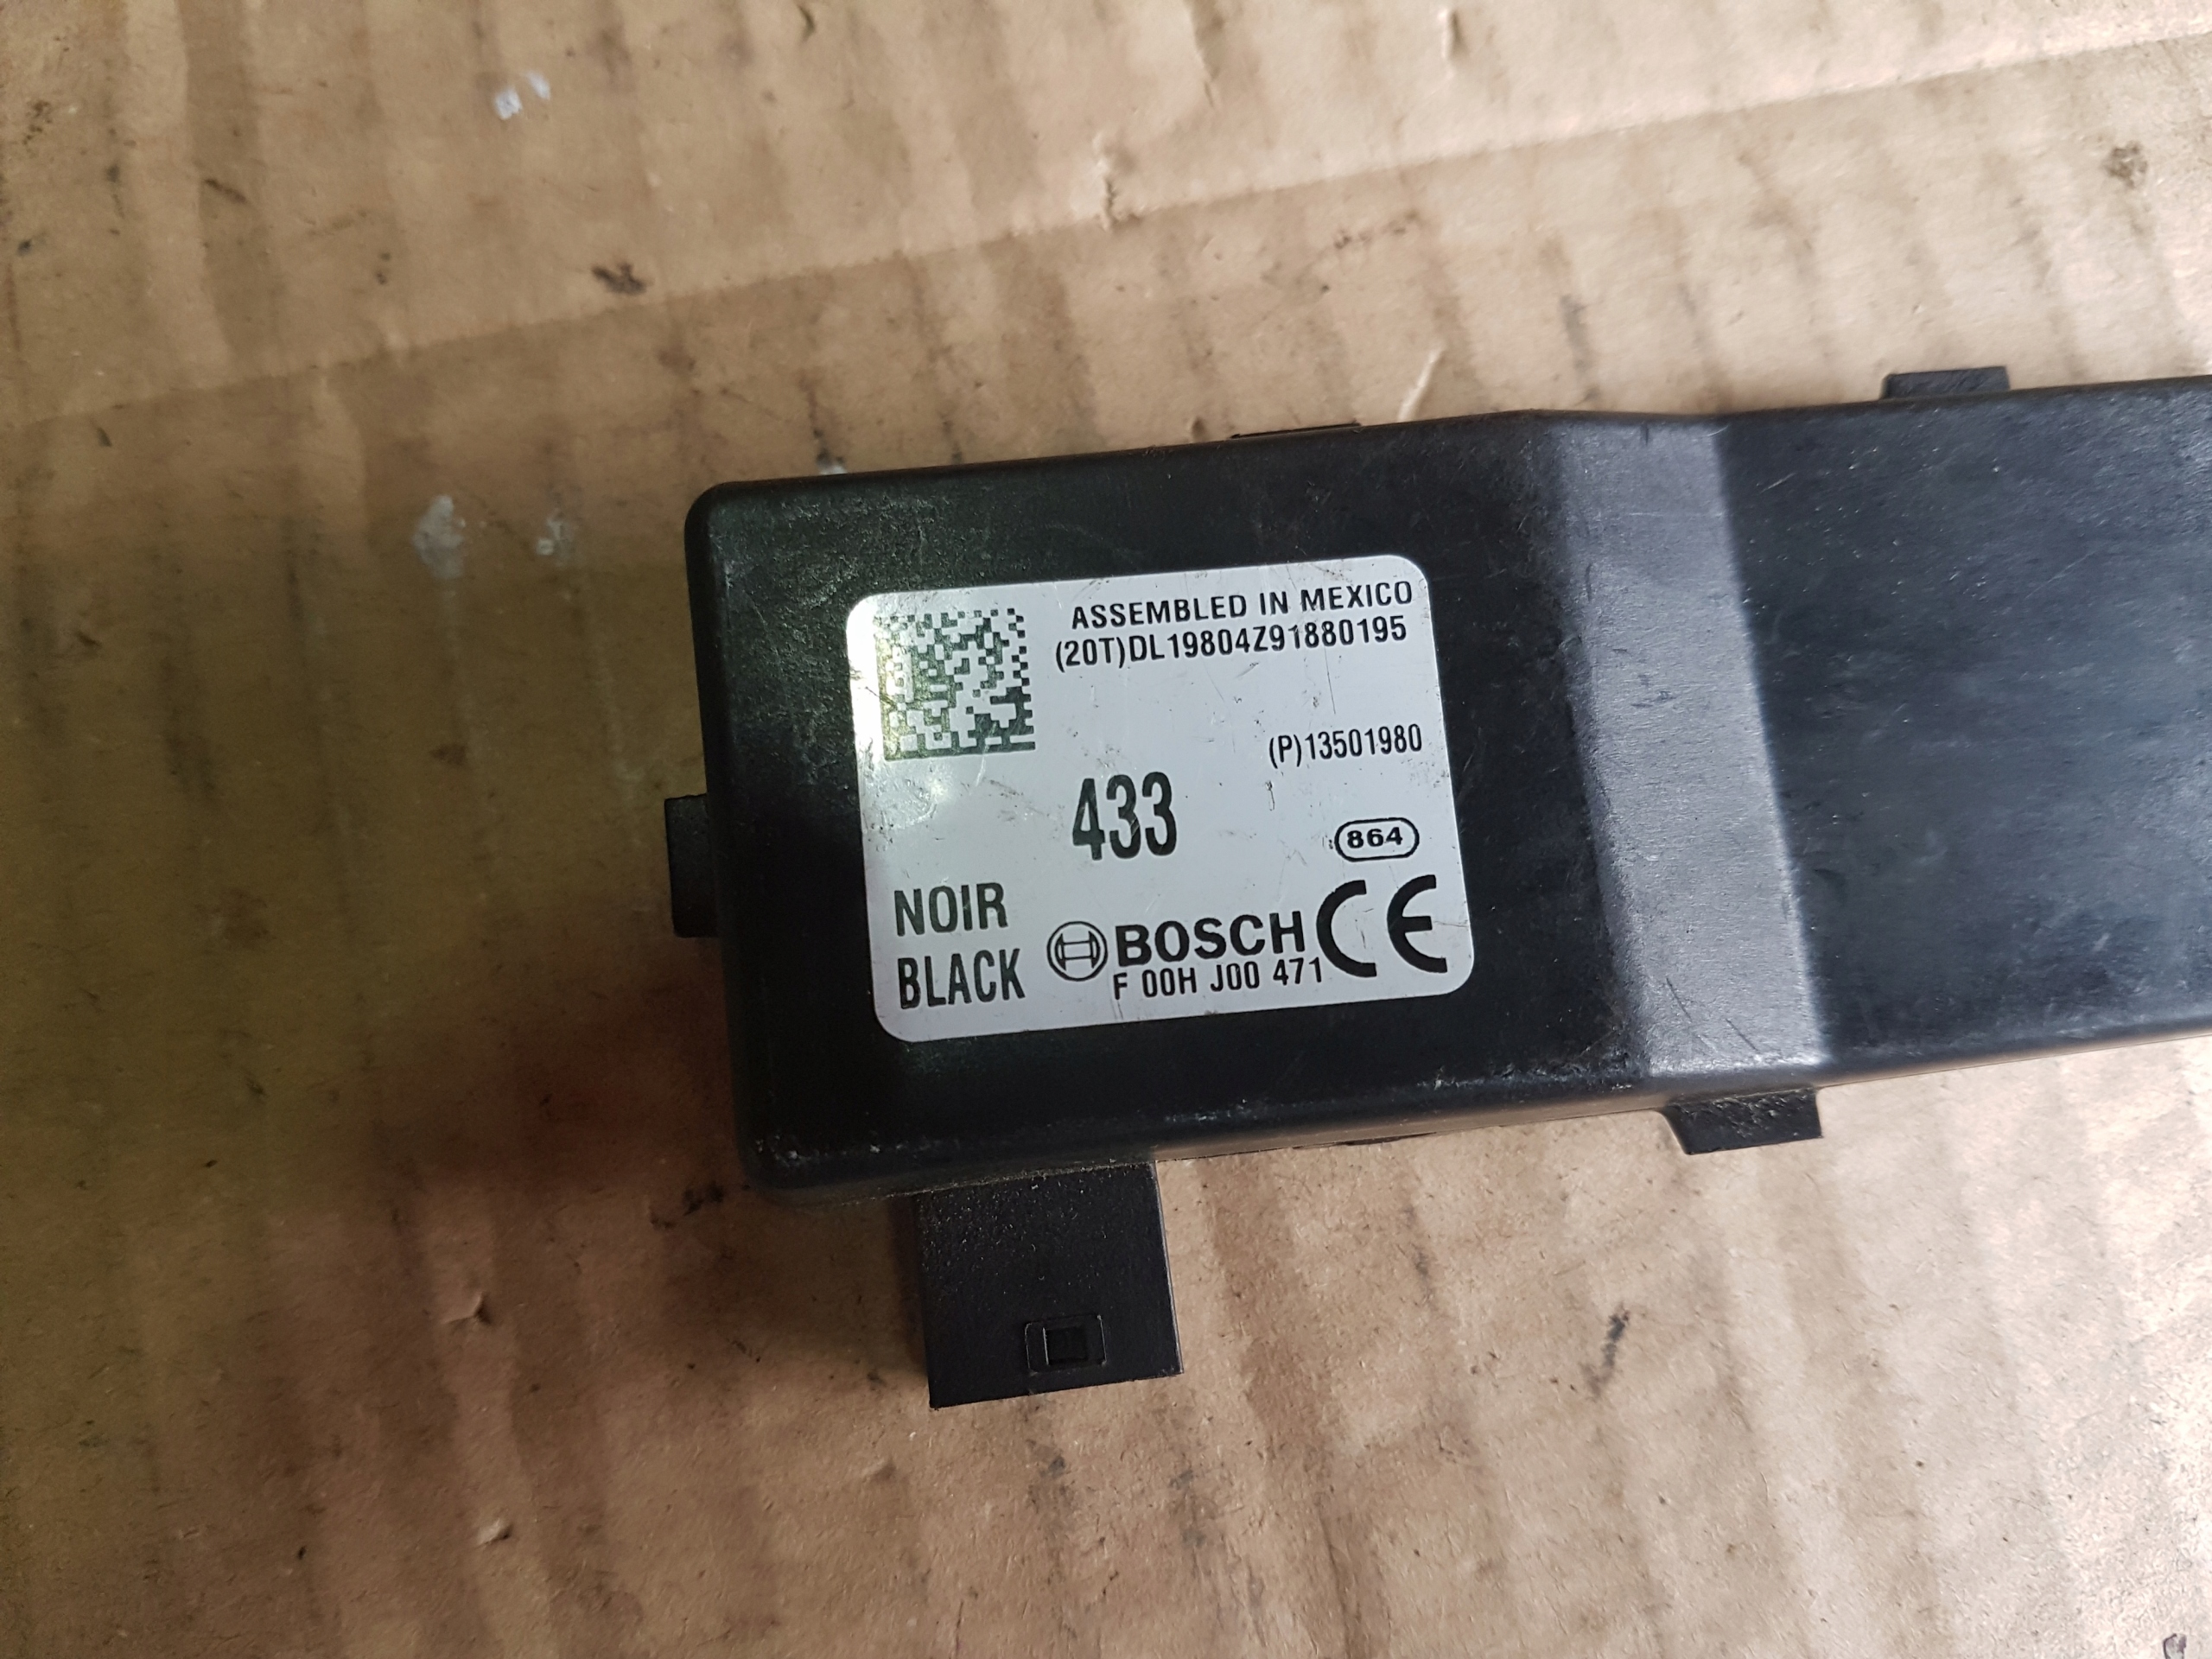 ASSEMBLED IN MEXICO
(20T)DL19804Z91880195
(P)13501980
433
864
NOIR
BLACK
BOSCH CE
F 00H J00 471